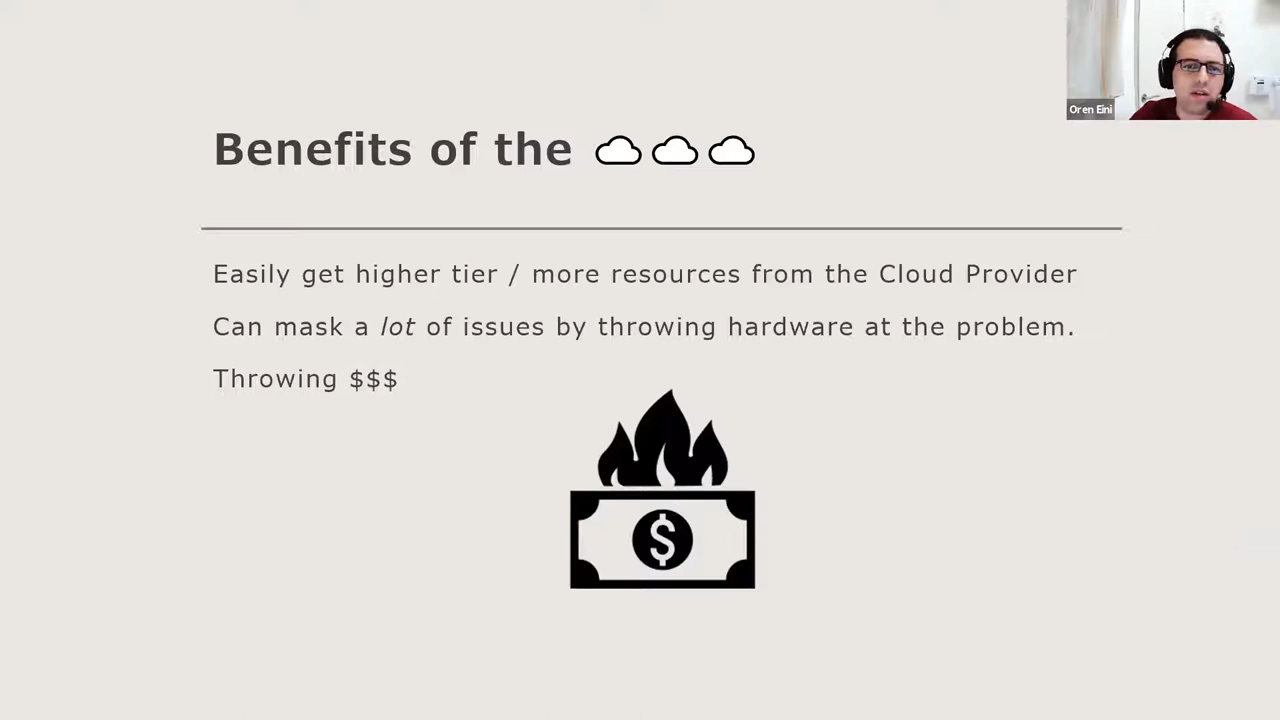 Oren Eini
Benefits of the ☁☁☁
Easily get higher tier / more resources from the Cloud Provider
Can mask a lot of issues by throwing hardware at the problem.
Throwing $$$
$